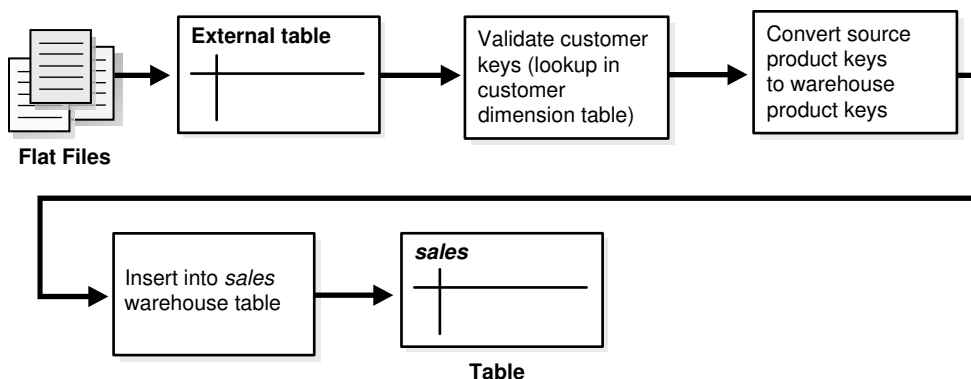 Flat Files
External table
Validate customer
keys (lookup in
customer
dimension table)
Convert source
product keys
to warehouse
product keys
Insert into sales
warehouse table
sales
Table